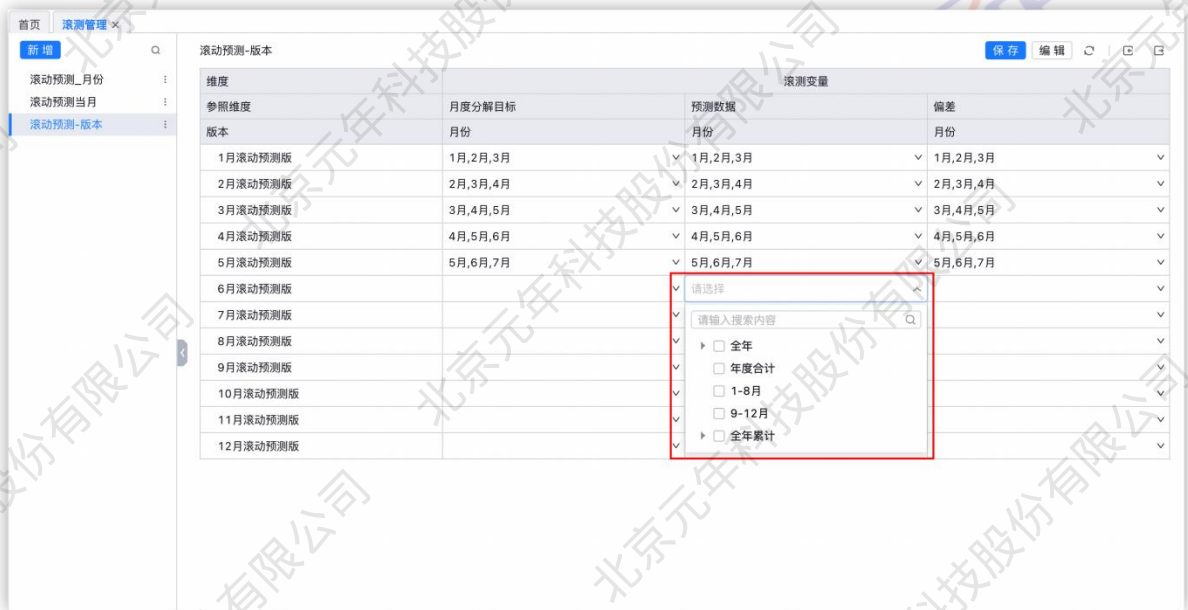 首页 滚测管理 ×
新增
滚动预测-版本
保存 编辑
滚动预测_月份
滚动预测当月
滚动预测-版本
维度 滚测变量
参照维度 月度分解目标 预测数据 偏差
版本 月份 月份 月份
1月滚动预测版 1月,2月,3月 1月,2月,3月 1月,2月,3月
2月滚动预测版 2月,3月,4月 2月,3月,4月 2月,3月,4月
3月滚动预测版 3月,4月,5月 3月,4月,5月 3月,4月,5月
4月滚动预测版 4月,5月,6月 4月,5月,6月 4月,5月,6月
5月滚动预测版 5月,6月,7月 5月,6月,7月 5月,6月,7月
6月滚动预测版 请选择
7月滚动预测版 请输入搜索内容
8月滚动预测版 全年
9月滚动预测版 年度合计
10月滚动预测版 1-8月
11月滚动预测版 9-12月
12月滚动预测版 全年累计
北京元年科技股份有限公司